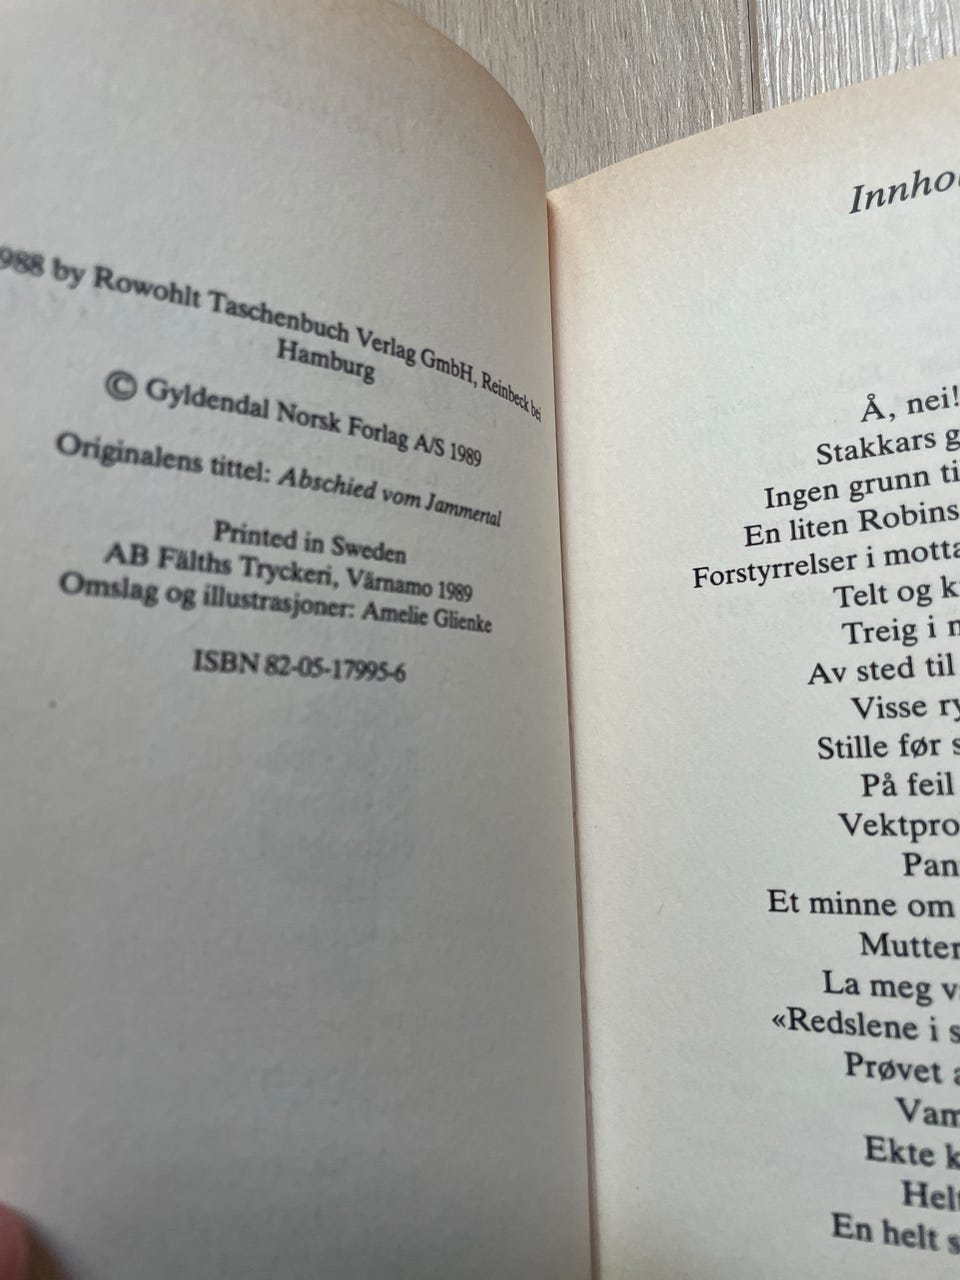 988 by Rowohlt Taschenbuch Verlag GmbH, Reinbeck bei
Hamburg
© Gyldendal Norsk Forlag A/S 1989
Originalens tittel: Abschied vom Jammertal
Printed in Sweden
AB Fälths Tryckeri, Värnamo 1989
Omslag og illustrasjoner: Amelie Glienke
ISBN 82-05-17995-6
Innho
Å, nei!
Stakkars g
Ingen grunn ti
En liten Robins
Forstyrrelser i motta
Telt og k
Treig i
Av sted til
Visse ry
Stille før s
På feil
Vektpro
Pan
Et minne om
Mutter
La meg v
«Redslene i s
Prøvet a
Vam
Ekte k
Helt
En helt s